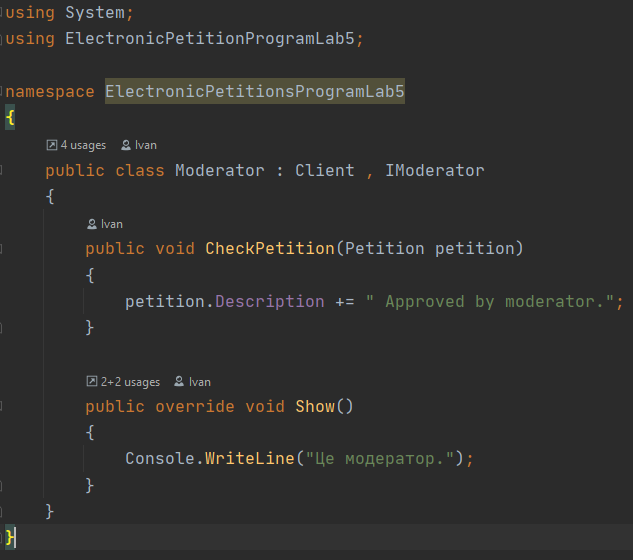 using System;
using ElectronicPetitionProgramLab5;
namespace ElectronicPetitionsProgramLab5
{
4 usages Ivan
public class Moderator : Client , IModerator
{
Ivan
public void CheckPetition(Petition petition)
{
petition.Description += " Approved by moderator.";
}
2+2 usages Ivan
public override void Show()
{
Console.WriteLine("Це модератор.");
}
}
}